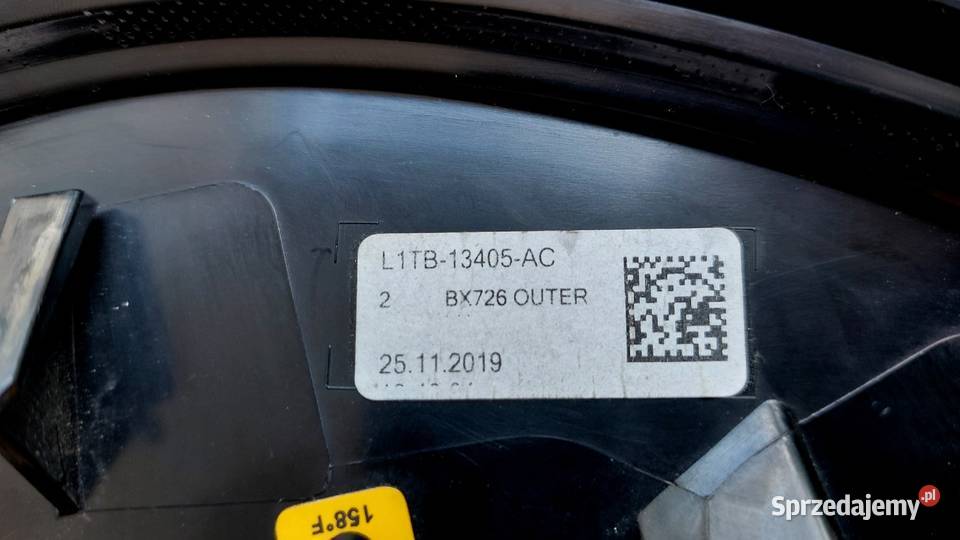 L1TB-13405-AC
2 BX726 OUTER
25.11.2019
158°F
Sprzedajemy.pl